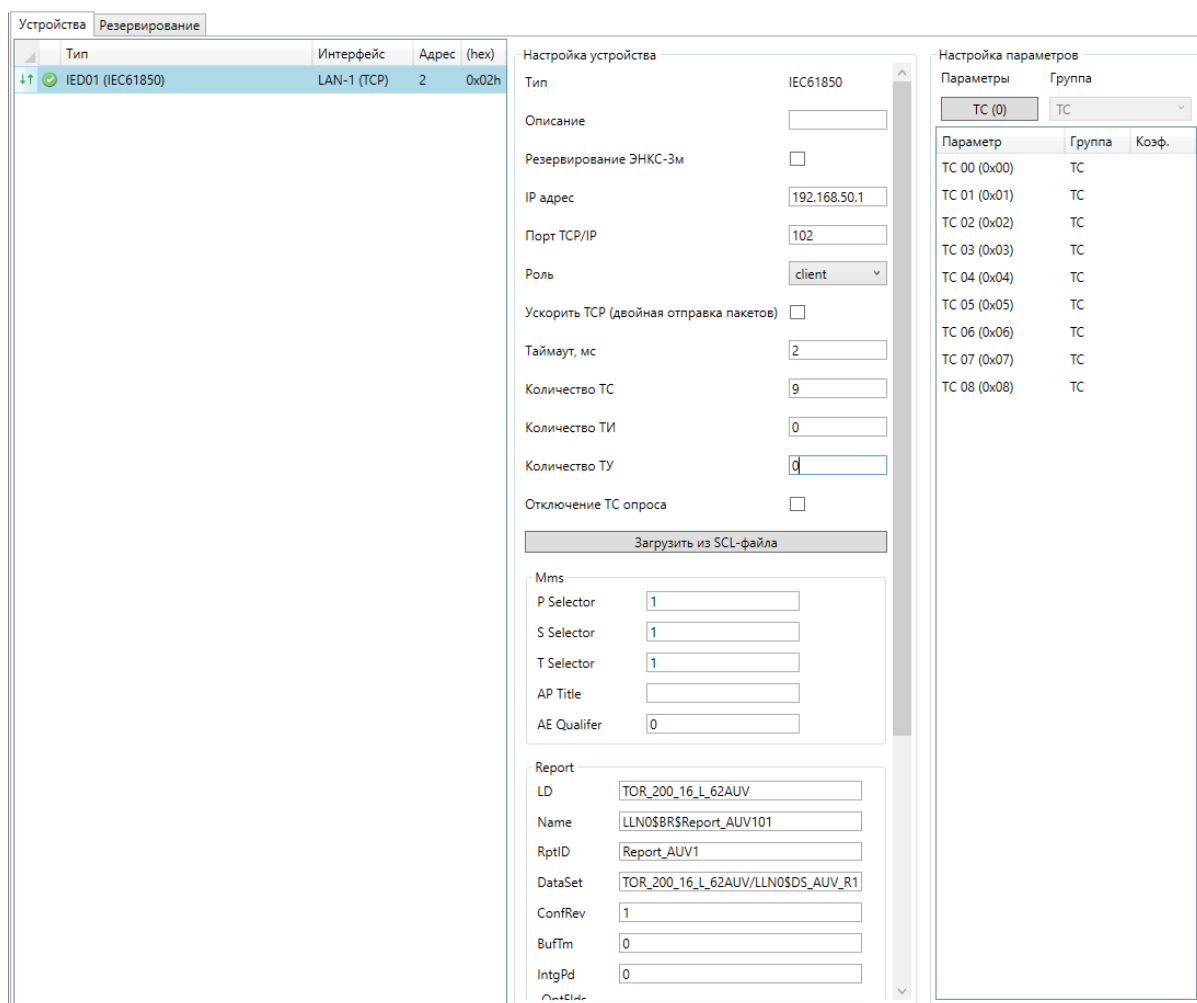 Устройства Резервирование
Тип Интерфейс Адрес (hex)
IED01 (IEC61850) LAN-1 (TCP) 2 0x02h
Настройка устройства
Тип IEC61850
Описание
Резервирование ЭНКС-3м
IP адрес 192.168.50.1
Порт TCP/IP 102
Роль client
Ускорить TCP (двойная отправка пакетов)
Таймаут, мс 2
Количество ТС 9
Количество ТИ 0
Количество ТУ 0
Отключение ТС опроса
Загрузить из SCL-файла
Mms
P Selector 1
S Selector 1
T Selector 1
AP Title
AE Qualifer 0
Report
LD TOR_200_16_L_62AUV
Name LLN0$BR$Report_AUV101
RptID Report_AUV1
DataSet TOR_200_16_L_62AUV/LLN0$DS_AUV_R1
ConfRev 1
BufTm 0
IntgPd 0
OptFlds
Настройка параметров
Параметры Группа
ТС (0) ТС
Параметр Группа Коэф.
ТС 00 (0x00) ТС
ТС 01 (0x01) ТС
ТС 02 (0x02) ТС
ТС 03 (0x03) ТС
ТС 04 (0x04) ТС
ТС 05 (0x05) ТС
ТС 06 (0x06) ТС
ТС 07 (0x07) ТС
ТС 08 (0x08) ТС